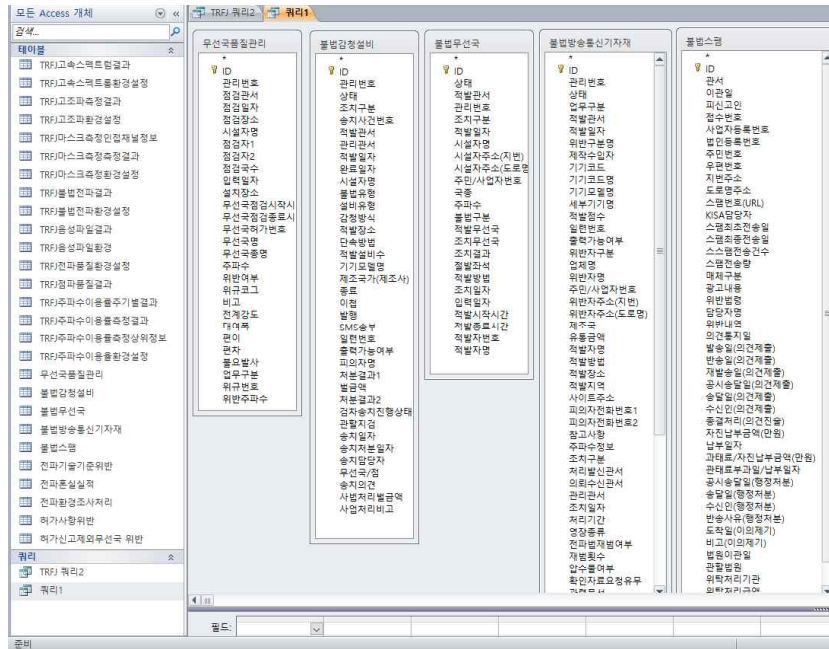 모든 Access 개체
검색...
테이블
TRFJ고속스펙트럼결과
TRFJ고속스펙트롬환경설정
TRFJ고조파측정결과
TRFJ고조파환경설정
TRFJ마스크측정인접채널정보
TRFJ마스크측정측정결과
TRFJ마스크측정환경설정
TRFJ불법전파결과
TRFJ불법전파환경설정
TRFJ음성파일결과
TRFJ음성파일환경
TRFJ전파품질환경설정
TRFJ점파품질결과
TRFJ주파수이용률주기별결과
TRFJ주파수이용률측정결과
TRFJ주파수이용률측정상위정보
TRFJ주파수이용율환경설정
무선국품질관리
불법감청설비
불법무선국
불법방송통신기자재
불법스팸
전파기술기준위반
전파혼실실적
전파환경조사처리
허가사항위반
허가신고제외무선국 위반
쿼리
TRFJ 쿼리2
쿼리1
준비
TRFJ 쿼리2
쿼리1
무선국품질관리
*
ID
관리번호
점검관서
점검일자
점검장소
시설자명
점검자1
점검자2
점검국수
입력일자
설치장소
무선국점검시작시
무선국점검종료시
무선국허가번호
무선국명
무선국종명
주파수
위반여부
위규코그
비고
전계강도
대여폭
편이
편차
불요발사
업무구분
위규번호
위반주파수
불법감청설비
*
ID
관리번호
상태
조치구분
송치사건번호
적발관서
관리관서
적발일자
완료일자
시설자명
불법유형
설비유형
감청방식
적발장소
단속방법
적발설비수
기기모델명
제조국가(제조사)
종료
이첩
발행
SMS송부
일련번호
출력가능여부
피의자명
처분결과1
벌금액
처분결과2
검차송치진행상태
관할지검
송치일자
송치저분일자
송치담당자
무선국/점
송치의견
사법처리벌금액
사업처리비고
불법무선국
*
ID
상태
적발관서
관리번호
조치구분
적발일자
시설자명
시설자주소(지번)
시설자주소(도로명
주민/사업자번호
국종
주파수
불법구분
적발무선국
조치무선국
조치결과
절발좌석
적발방법
조치일자
입력일자
적발시작시간
저발종료시간
적발자번호
적발자명
불법방송통신기자재
*
ID
관리번호
상태
업무구분
적발관서
적발일자
위반구분명
제작수입자
기기코드
기기코드명
기기모델명
세부기기명
적발점수
일련번호
출력가능여부
위반자구분
업체명
위반자명
주민/사업자번호
위반자주소(지번)
위반자주소(도로명)
제조국
유통금액
적발자명
적발방법
적발장소
적발지역
사이트주소
피의자전화번호1
피의자전화번호2
참고사항
주파수정보
조치구분
처리발신관서
의뢰수신관서
관리관서
조치일자
처리기간
영장종류
전파법재범여부
재범횟수
압수물여부
확인자료요청유무
불법스팸
*
ID
관서
이관일
피신고인
접수번호
사업자등록번호
법인등록번호
주민번호
우편번호
지번주소
도로명주소
스팸번호(URL)
KISA담당자
스팸최초전송일
스팸최종전송일
스스팸전송건수
스팸전송량
매체구분
광고내용
위반법령
담당자명
위반내역
의견통지일
발송일(의견제출)
반송일(의견제출)
재발송일(의견제출)
공시송달일(의견제출)
송달일(의견제출)
수신인(의견제출)
종결처리(의견진술)
자진납부금액(만원)
납부일자
과태료/자진납부금액(만원)
관태료부과일/납부일자
공시송달일(행정처분)
송달일(행정처분)
수신인(행정처분)
반송사유(행정처분)
도착일(이의제기)
비고(이의제기)
법원이관일
관할법원
위탁처리기관
위탁처리금액
필드: